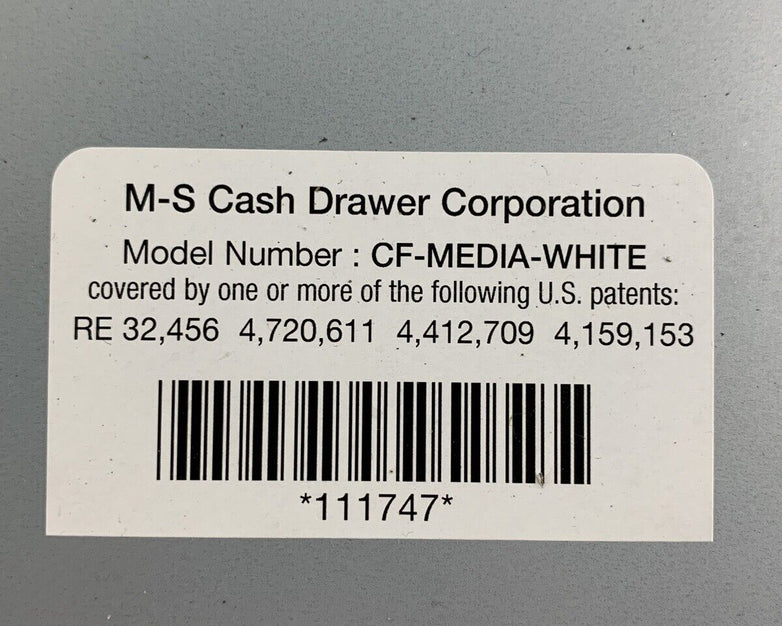 M-S Cash Drawer Corporation
Model Number : CF-MEDIA-WHITE
covered by one or more of the following U.S. patents:
RE 32,456 4,720,611 4,412,709 4,159,153
*111747*